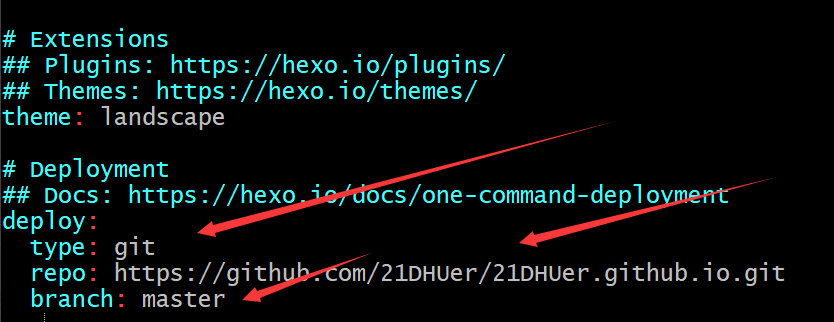 # Extensions
## Plugins: https://hexo.io/plugins/
## Themes: https://hexo.io/themes/
theme: landscape
# Deployment
## Docs: https://hexo.io/docs/one-command-deployment
deploy:
  type: git
  repo: https://github.com/21DHUer/21DHUer.github.io.git
  branch: master